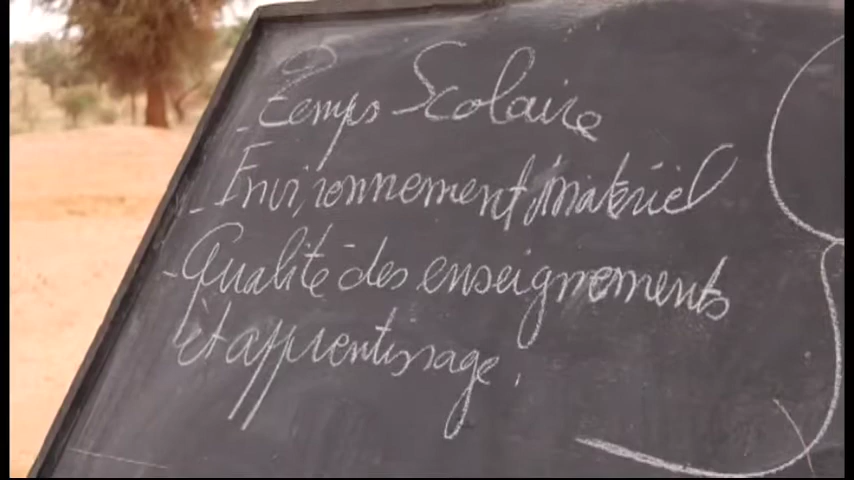 - Temps Scolaire
- Environnement matériel
- Qualité des enseignements
et apprentissage.